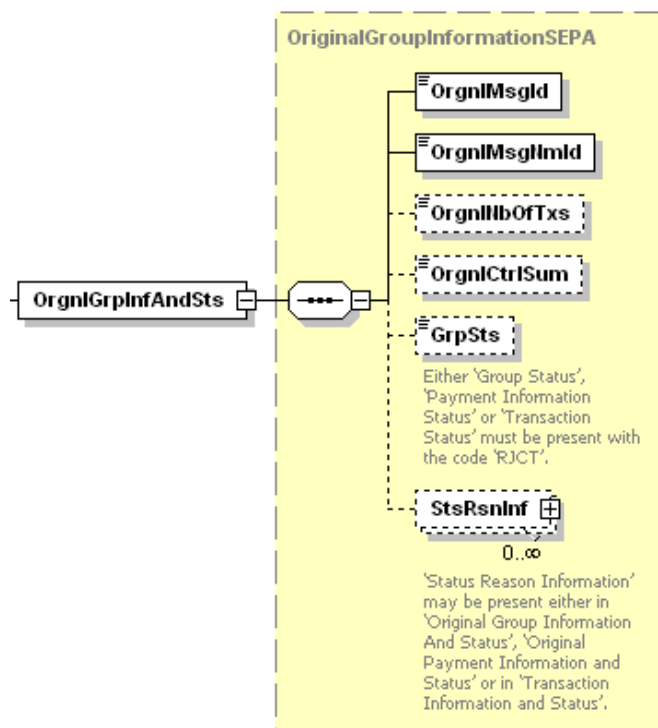 OriginalGroupInformationSEPA
OrgnlMsgId
OrgnlMsgNmId
OrgnlNbOfTxs
OrgnlCtrlSum
OrgnlGrpInfAndSts
GrpSts
Either 'Group Status',
'Payment Information
Status' or 'Transaction
Status' must be present with
the code 'RJCT'.
StsRsnInf
0..∞
'Status Reason Information'
may be present either in
'Original Group Information
And Status', 'Original
Payment Information and
Status' or in 'Transaction
Information and Status'.